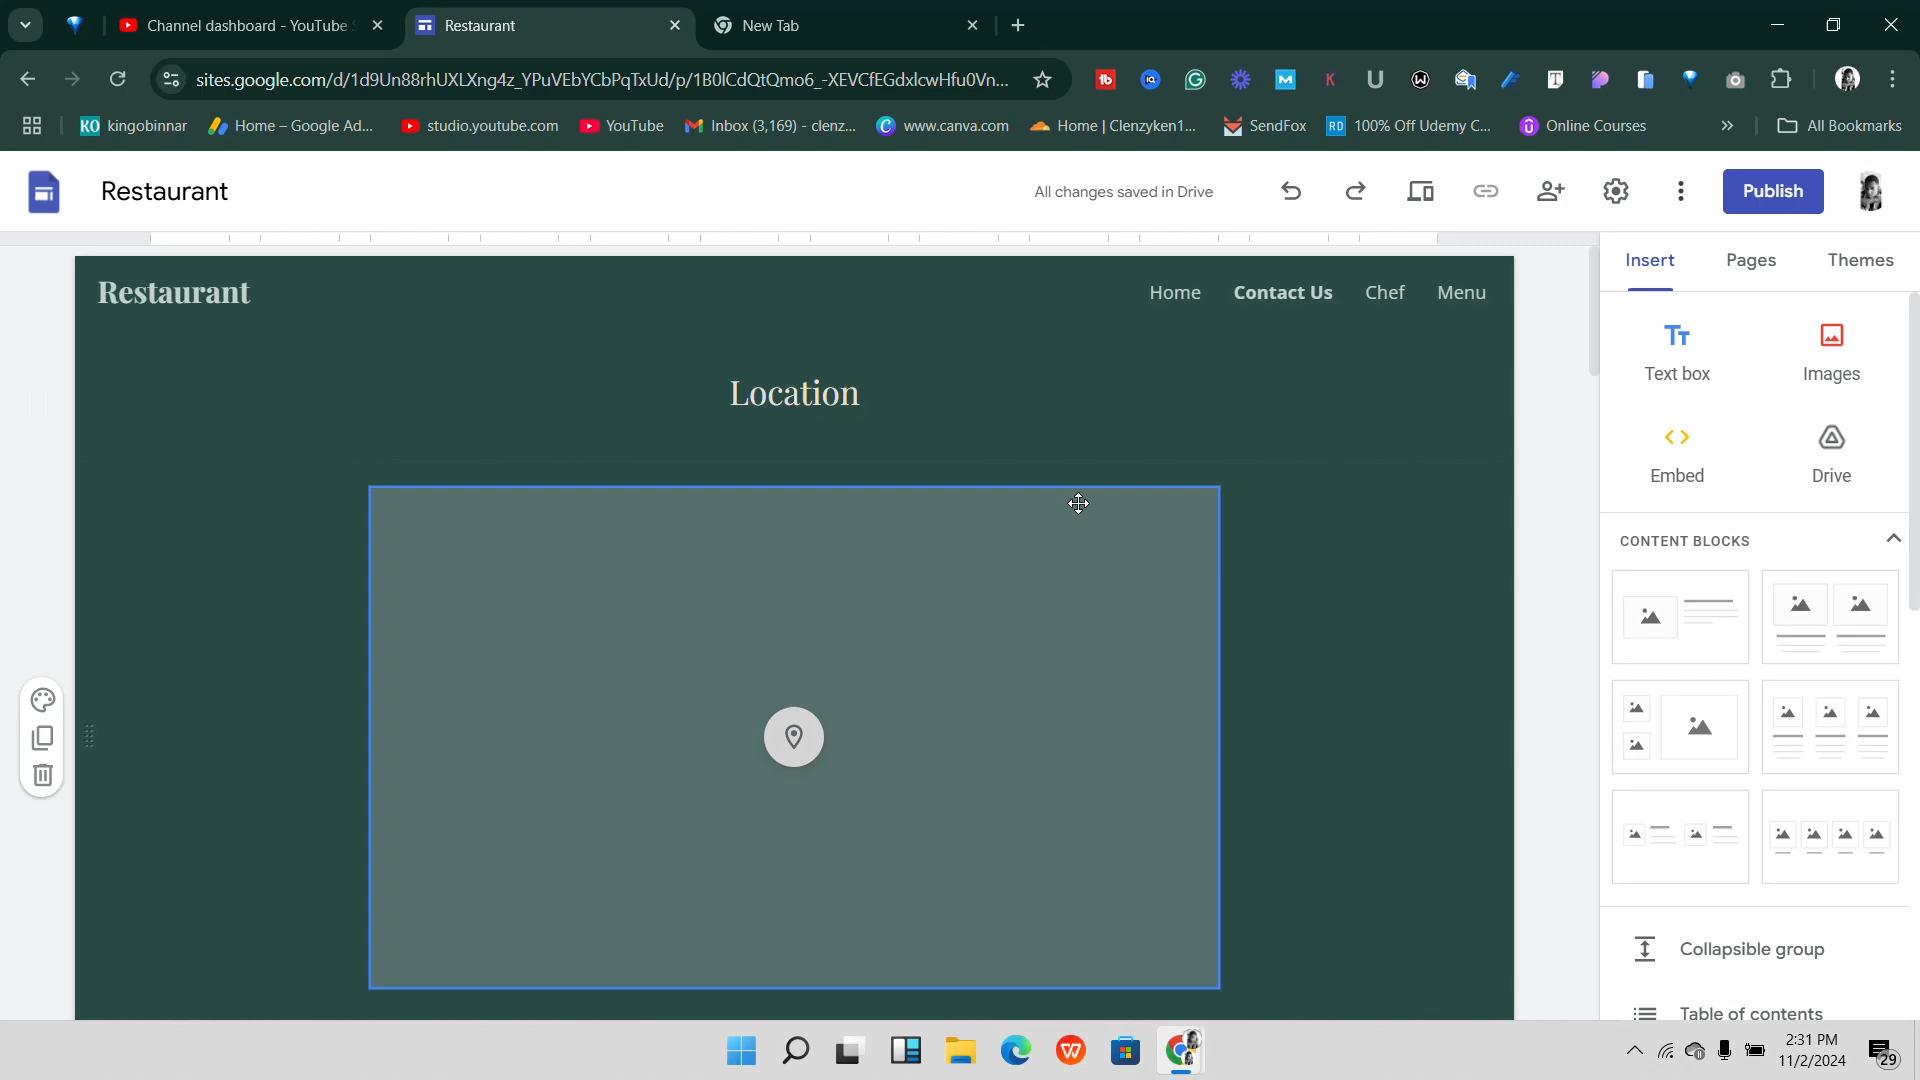 Channel dashboard - YouTube S
Restaurant
New Tab
sites.google.com/d/1d9Un88rhUXLXng4z_YPuVEbYCbPqTxUd/p/1B0lCdQtQmo6_-XEVCfEGdxlcwHfu0Vn...
kingobinnar
Home – Google Ad...
studio.youtube.com
YouTube
Inbox (3,169) - clenz...
www.canva.com
Home | Clenzyken1...
SendFox
100% Off Udemy C...
Online Courses
All Bookmarks
Restaurant
All changes saved in Drive
Publish
Insert
Pages
Themes
Restaurant
Home
Contact Us
Chef
Menu
Text box
Images
Location
Embed
Drive
CONTENT BLOCKS
Collapsible group
Table of contents
2:31 PM
11/2/2024
29